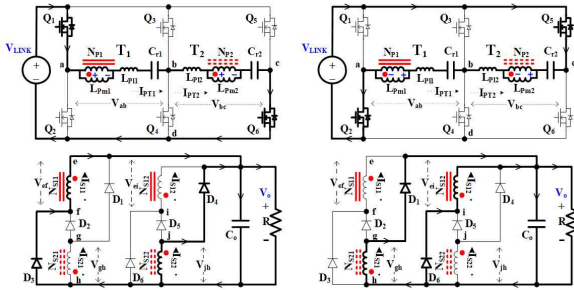 Q1 Q3 Q5
VLINK
+
−
a
NP1 T1 Cr1 T2 NP2 Cr2
b c
+ −
LPm1 LPl1 IPT1 IPT2 LPl2 LPm2
+ −
Vab Vbc
Q2 Q4 Q6
d
Q1 Q3 Q5
VLINK
+
−
a
NP1 T1 Cr1 T2 NP2 Cr2
b c
− +
LPm1 LPl1 IPT1 IPT2 LPl2 LPm2
− +
Vab Vbc
Q2 Q4 Q6
d
e
Vef NS11 IS11 D1 Vei NS12 IS12 D4 Vo
f i
D2 D5 Co R
+
−
g j
D3 NS21 IS21 Vgh D6 NS22 IS22 Vjh
h
e
Vef NS11 IS11 D1 Vei NS12 IS12 D4 Vo
f i
D2 D5 Co R
+
−
g j
D3 NS21 IS21 Vgh D6 NS22 IS22 Vjh
h